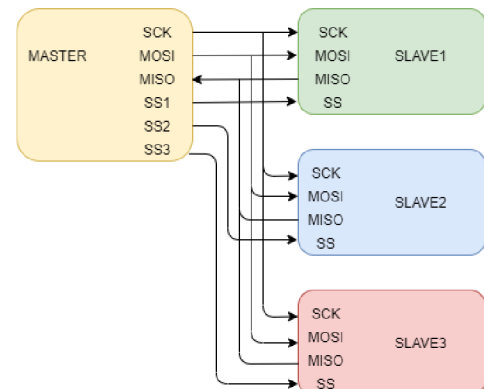 MASTER
SCK
MOSI
MISO
SS1
SS2
SS3
SCK
MOSI
MISO
SS
SLAVE1
SCK
MOSI
MISO
SS
SLAVE2
SCK
MOSI
MISO
SS
SLAVE3